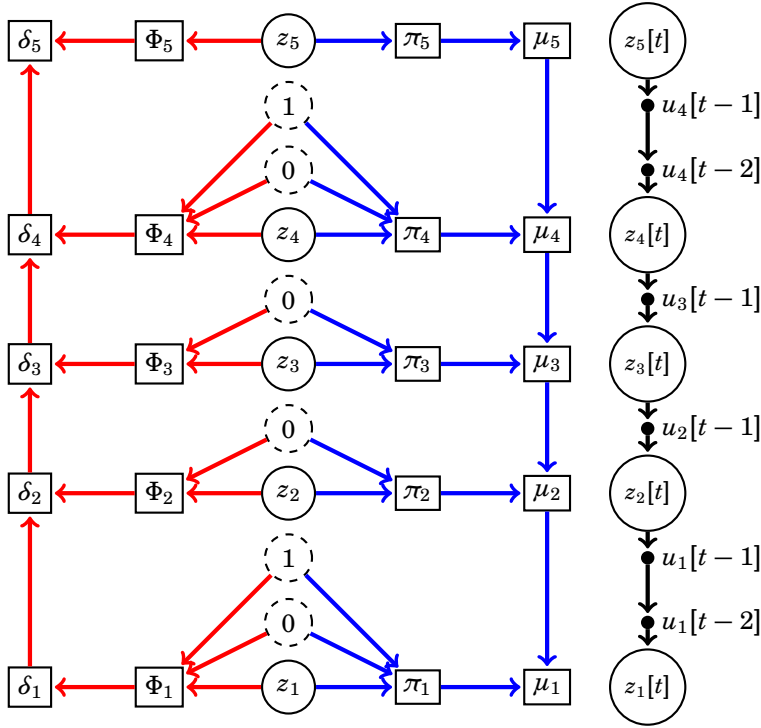 δ₅ Φ₅ z₅ π₅ μ₅ z₅[t]
1 u₄[t − 1]
0 u₄[t − 2]
δ₄ Φ₄ z₄ π₄ μ₄ z₄[t]
0 u₃[t − 1]
δ₃ Φ₃ z₃ π₃ μ₃ z₃[t]
0 u₂[t − 1]
δ₂ Φ₂ z₂ π₂ μ₂ z₂[t]
1 u₁[t − 1]
0 u₁[t − 2]
δ₁ Φ₁ z₁ π₁ μ₁ z₁[t]